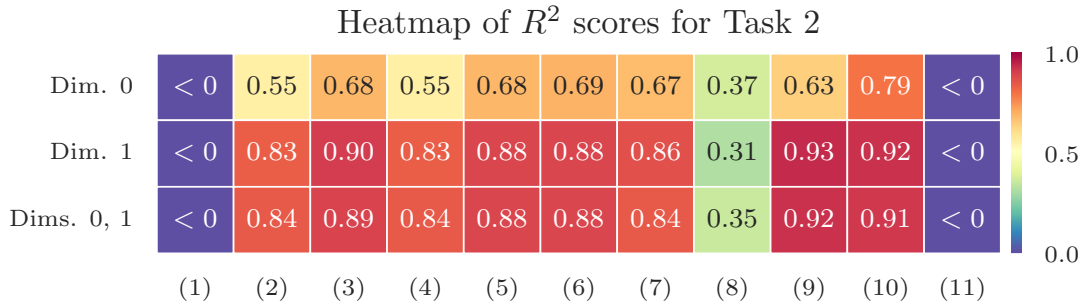 Heatmap of R² scores for Task 2
Dim. 0 < 0 0.55 0.68 0.55 0.68 0.69 0.67 0.37 0.63 0.79 < 0
Dim. 1 < 0 0.83 0.90 0.83 0.88 0.88 0.86 0.31 0.93 0.92 < 0
Dims. 0, 1 < 0 0.84 0.89 0.84 0.88 0.88 0.84 0.35 0.92 0.91 < 0
(1) (2) (3) (4) (5) (6) (7) (8) (9) (10) (11)
1.0
0.5
0.0